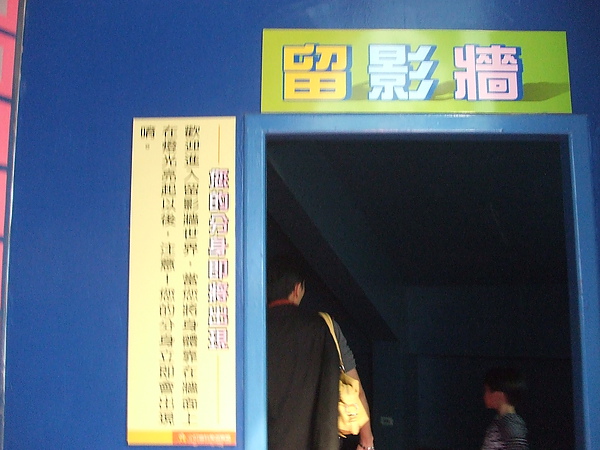 留影牆
您的分身即將出現
歡迎進入留影牆世界，當您將身體靠在牆面！
在燈光亮起以後，注意！您的分身立即會出現
唷。